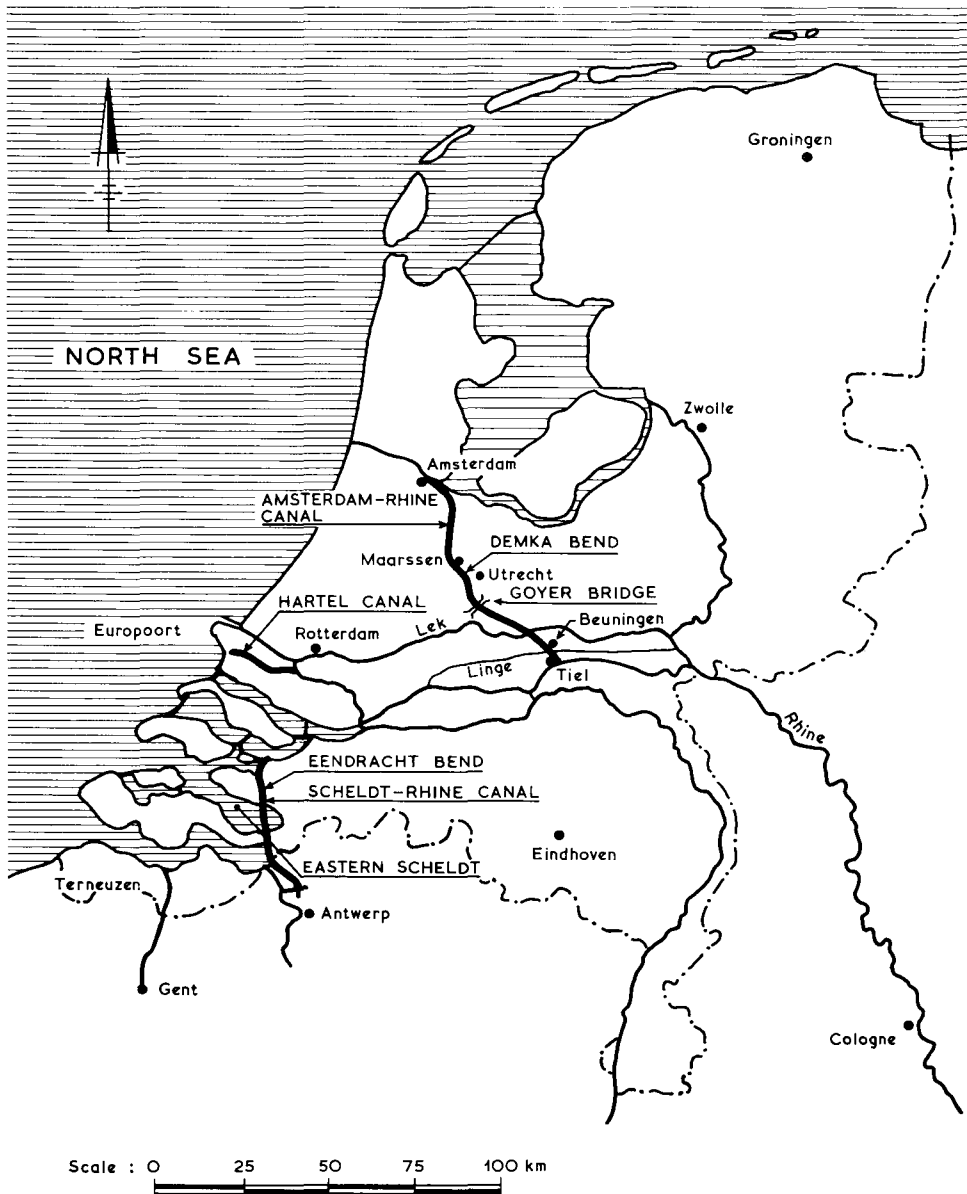 Groningen
NORTH SEA
Zwolle
Amsterdam
AMSTERDAM-RHINE
CANAL
DEMKA BEND
Maarssen
Utrecht
GOYER BRIDGE
HARTEL CANAL
Beuningen
Europoort
Rotterdam
Lek
Linge
Tiel
Rhine
EENDRACHT BEND
SCHELDT-RHINE CANAL
Eindhoven
EASTERN SCHELDT
Terneuzen
Antwerp
Gent
Cologne
Scale : 0 25 50 75 100 km